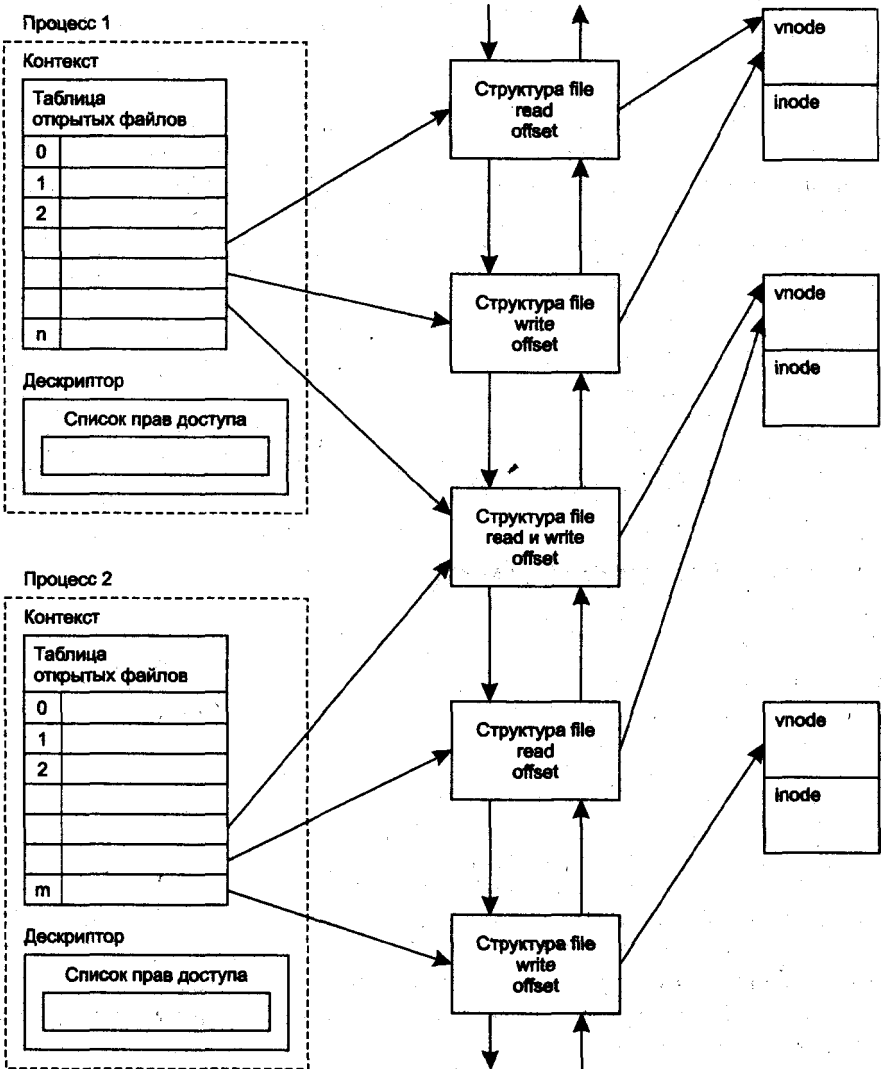 Процесс 1
Контекст
Таблица
открытых файлов
0
1
2
n
Дескриптор
Список прав доступа
Процесс 2
Контекст
Таблица
открытых файлов
0
1
2
m
Дескриптор
Список прав доступа
Структура file
read
offset
Структура file
write
offset
Структура file
read и write
offset
Структура file
read
offset
Структура file
write
offset
vnode
inode
vnode
inode
vnode
inode